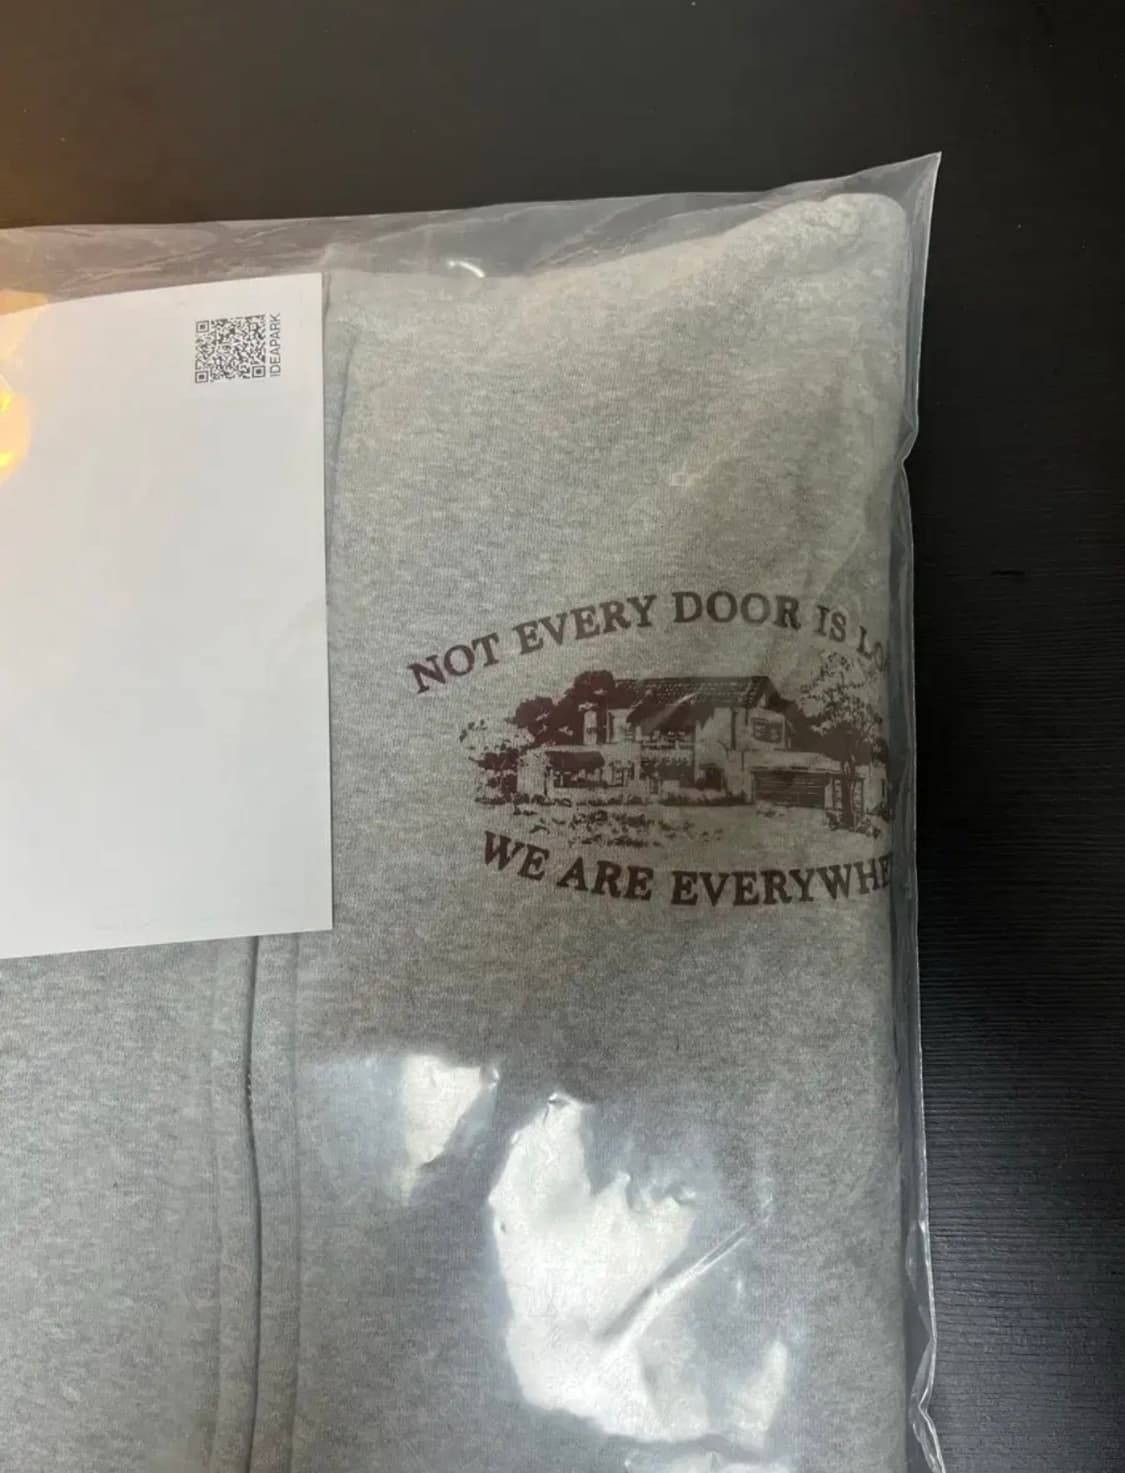 IDEAPARK
NOT EVERY DOOR IS
WE ARE